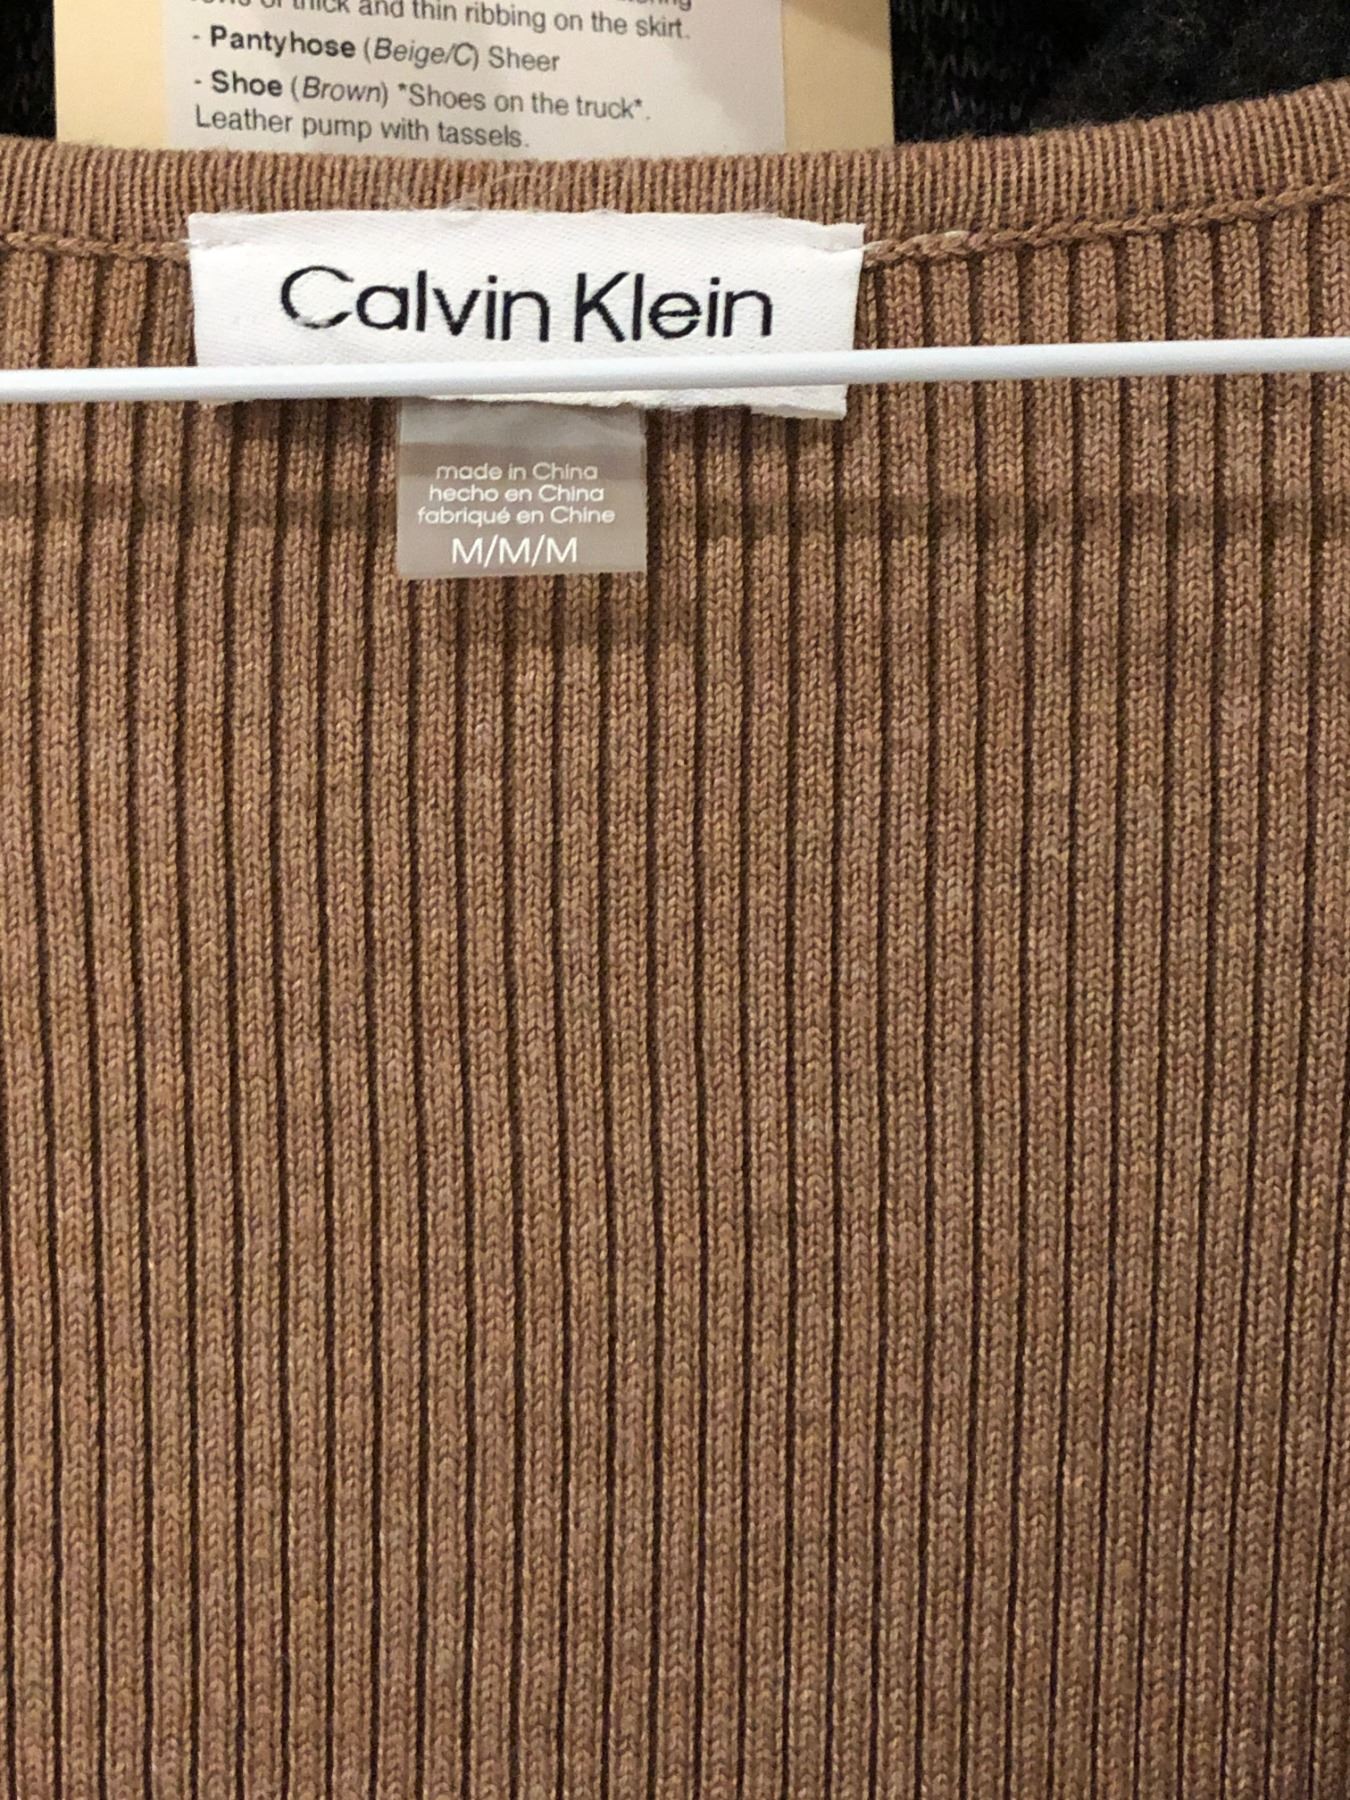 of thick and thin ribbing on the skirt.
- Pantyhose (Beige/C) Sheer
- Shoe (Brown) *Shoes on the truck*.
Leather pump with tassels.
Calvin Klein
made in China
hecho en China
fabriqué en Chine
M/M/M